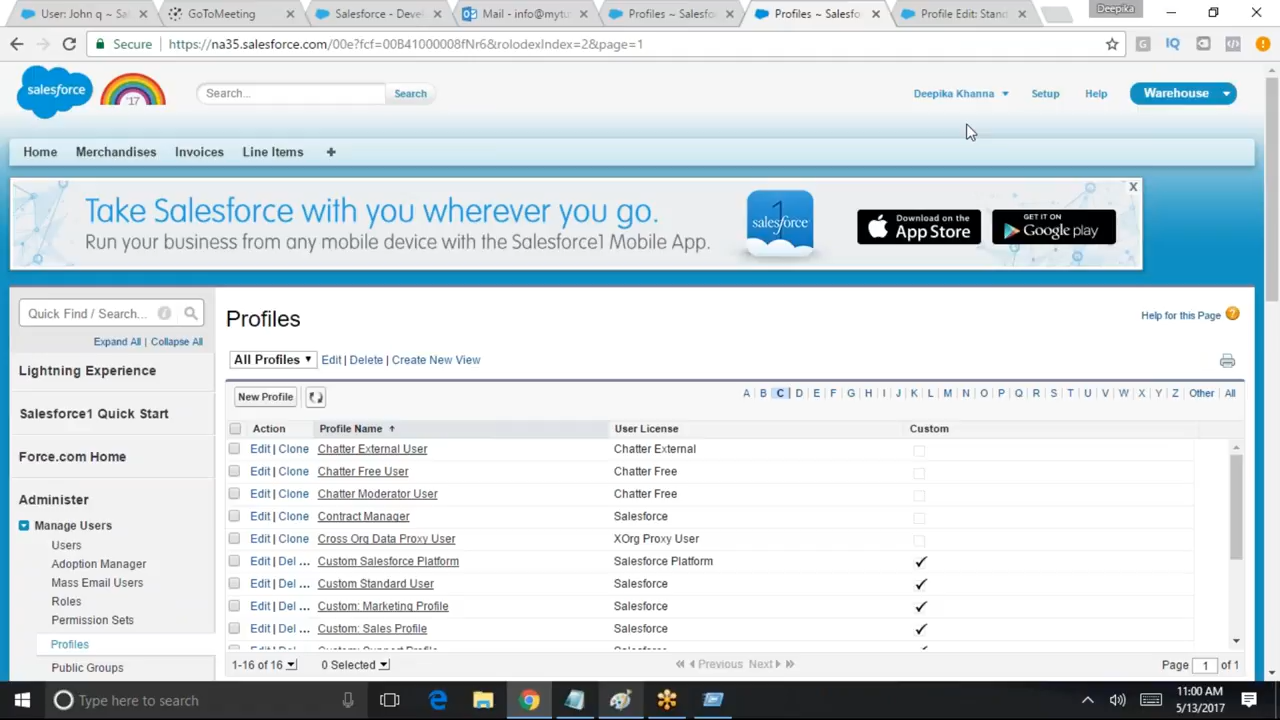 User: John q ~ Sa
GoToMeeting
Salesforce - Deve
Mail - info@mytu
Profiles ~ Salesfo
Profiles ~ Salesfo
Profile Edit: Stand
Deepika
Secure
https://na35.salesforce.com/00e?fcf=00B41000008fNr6&rolodexIndex=2&page=1
salesforce
'17
Search...
Search
Deepika Khanna
Setup
Help
Warehouse
Home
Merchandises
Invoices
Line Items
+
Take Salesforce with you wherever you go.
Run your business from any mobile device with the Salesforce1 Mobile App.
1
salesforce
Download on the
App Store
GET IT ON
Google play
X
Quick Find / Search...
Expand All | Collapse All
Lightning Experience
Salesforce1 Quick Start
Force.com Home
Administer
Manage Users
Users
Adoption Manager
Mass Email Users
Roles
Permission Sets
Profiles
Public Groups
Profiles
Help for this Page ?
All Profiles ▼ Edit | Delete | Create New View
New Profile
A | B | C | D | E | F | G | H | I | J | K | L | M | N | O | P | Q | R | S | T | U | V | W | X | Y | Z | Other | All
Action Profile Name ↑ User License Custom
Edit | Clone Chatter External User Chatter External
Edit | Clone Chatter Free User Chatter Free
Edit | Clone Chatter Moderator User Chatter Free
Edit | Clone Contract Manager Salesforce
Edit | Clone Cross Org Data Proxy User XOrg Proxy User
Edit | Del ... Custom Salesforce Platform Salesforce Platform ✓
Edit | Del ... Custom Standard User Salesforce ✓
Edit | Del ... Custom: Marketing Profile Salesforce ✓
Edit | Del ... Custom: Sales Profile Salesforce ✓
1-16 of 16 0 Selected Previous Next Page 1 of 1
Type here to search
11:00 AM
5/13/2017